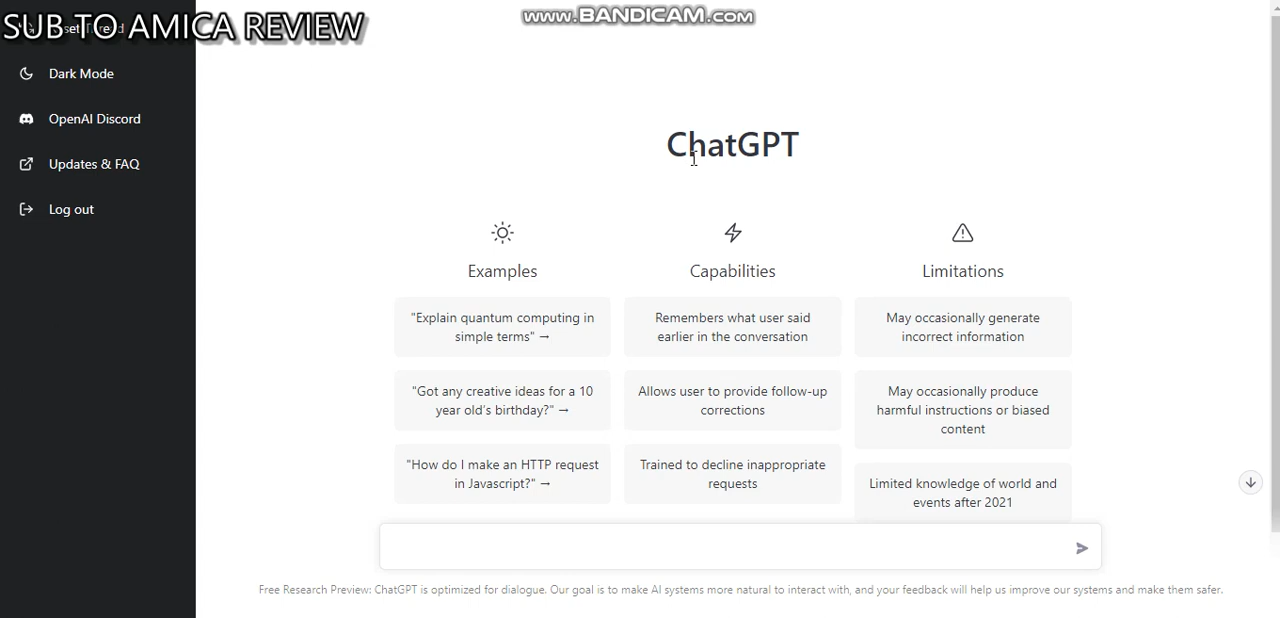 SUB TO AMICA REVIEW
www.BANDICAM.com
Dark Mode
OpenAI Discord
Updates & FAQ
Log out
ChatGPT
Examples
"Explain quantum computing in
simple terms" →
"Got any creative ideas for a 10
year old's birthday?" →
"How do I make an HTTP request
in Javascript?" →
Capabilities
Remembers what user said
earlier in the conversation
Allows user to provide follow-up
corrections
Trained to decline inappropriate
requests
Limitations
May occasionally generate
incorrect information
May occasionally produce
harmful instructions or biased
content
Limited knowledge of world and
events after 2021
Free Research Preview: ChatGPT is optimized for dialogue. Our goal is to make AI systems more natural to interact with, and your feedback will help us improve our systems and make them safer.